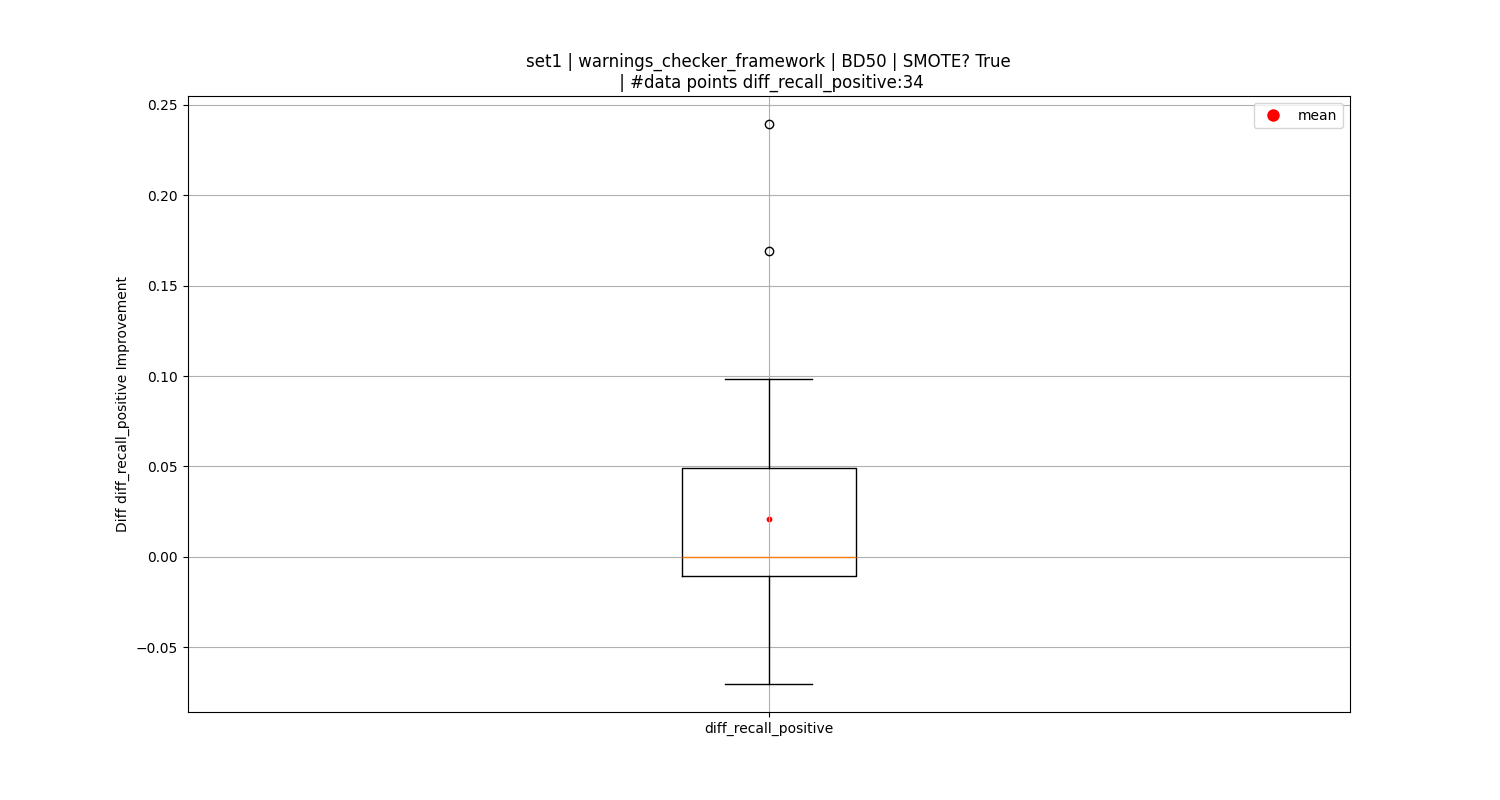 set1 | warnings_checker_framework | BD50 | SMOTE? True
| #data points diff_recall_positive:34
mean
0.25
0.20
0.15
0.10
0.05
0.00
−0.05
Diff diff_recall_positive Improvement
diff_recall_positive